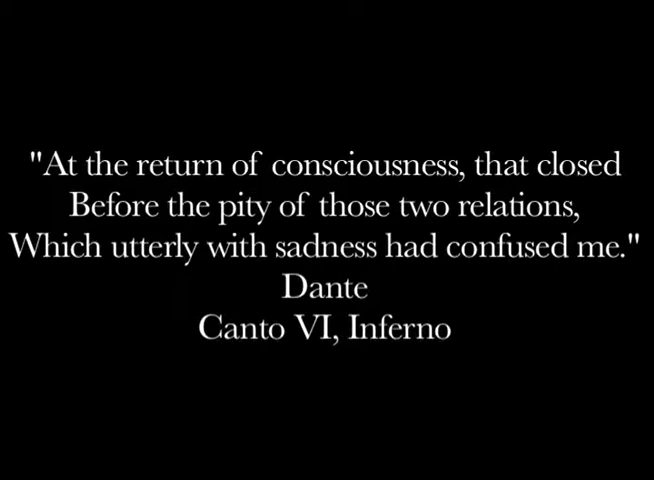 "At the return of consciousness, that closed
Before the pity of those two relations,
Which utterly with sadness had confused me."
Dante
Canto VI, Inferno